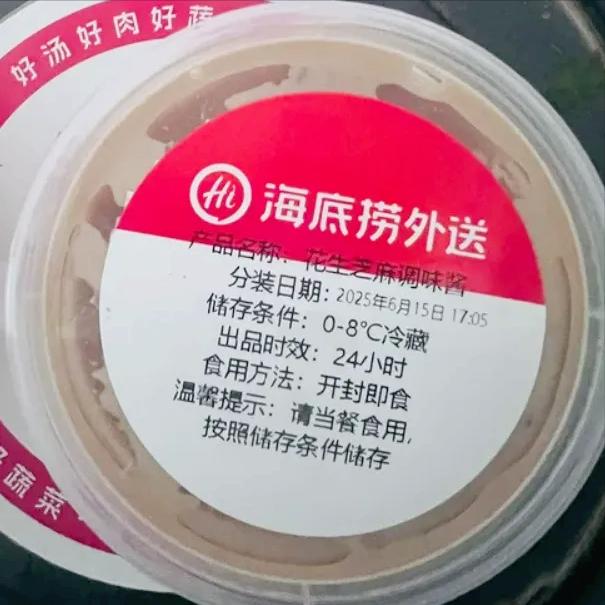 好汤好肉好蔬
Hi 海底捞外送
产品名称：花生芝麻调味酱
分装日期：2025年6月15日 17:05
储存条件：0-8℃冷藏
出品时效：24小时
食用方法：开封即食
温馨提示：请当餐食用,
按照储存条件储存
蔬菜